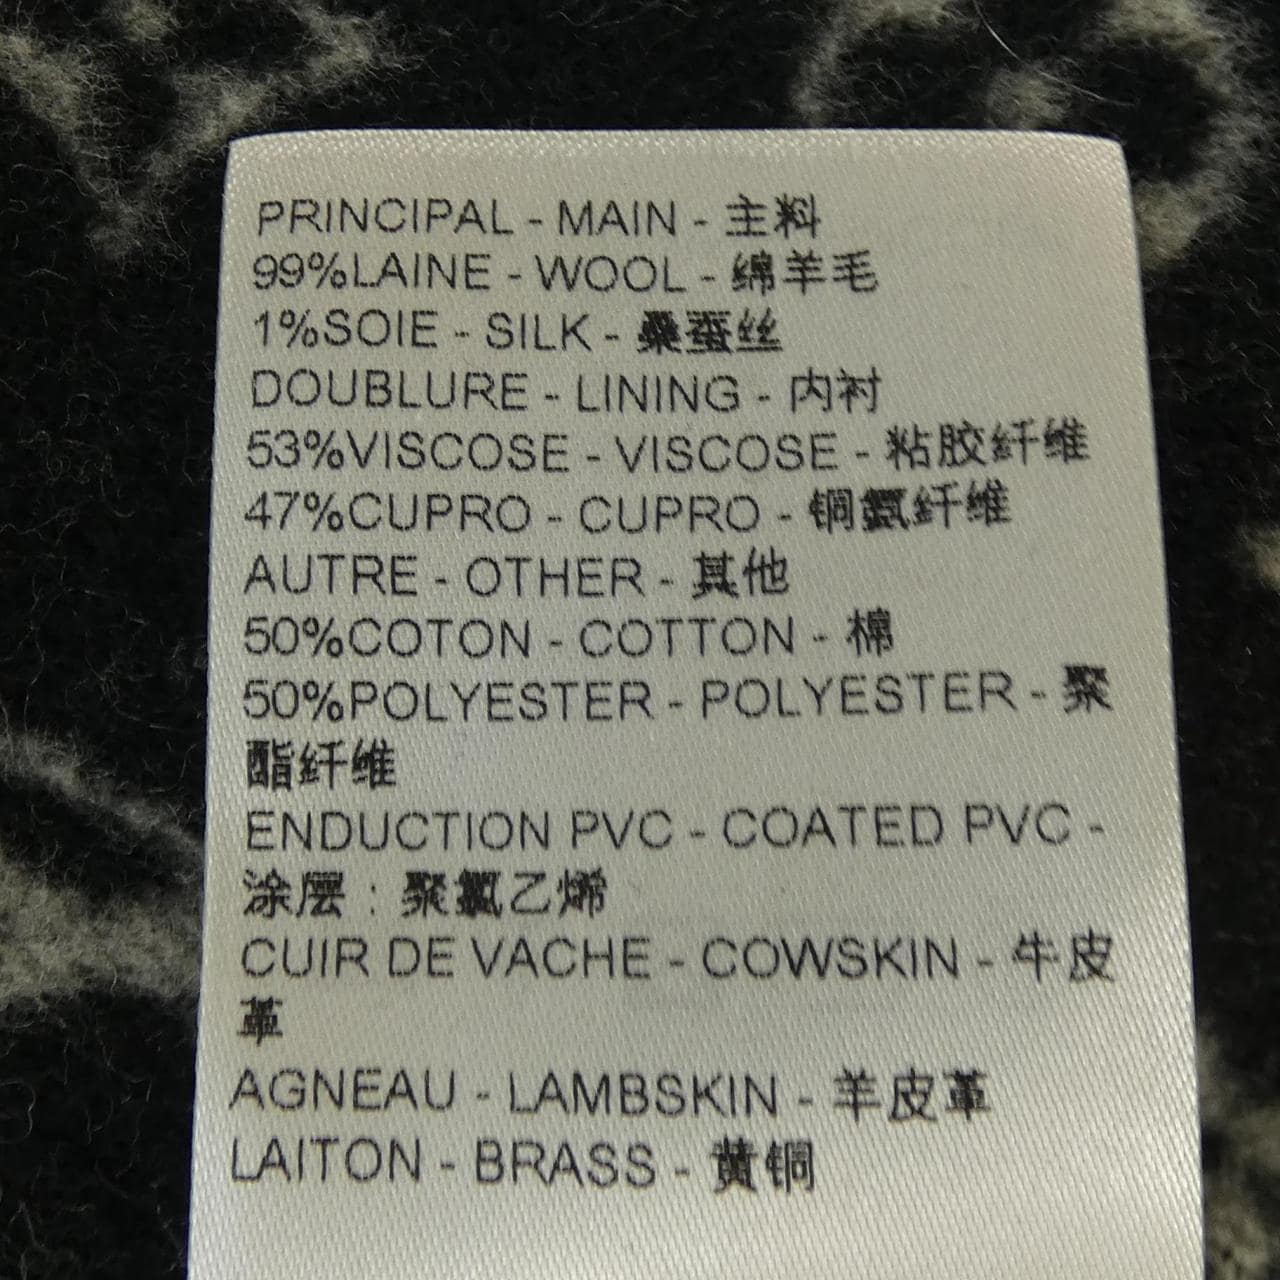 PRINCIPAL - MAIN - 主料
99%LAINE - WOOL - 绵羊毛
1%SOIE - SILK - 桑蚕丝
DOUBLURE - LINING - 内衬
53%VISCOSE - VISCOSE - 粘胶纤维
47%CUPRO - CUPRO - 铜氨纤维
AUTRE - OTHER - 其他
50%COTON - COTTON - 棉
50%POLYESTER - POLYESTER - 聚
酯纤维
ENDUCTION PVC - COATED PVC -
涂层 : 聚氯乙烯
CUIR DE VACHE - COWSKIN - 牛皮
革
AGNEAU - LAMBSKIN - 羊皮革
LAITON - BRASS - 黄铜